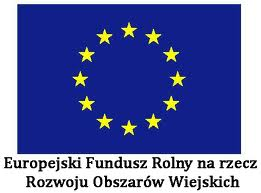 Europejski Fundusz Rolny na rzecz
Rozwoju Obszarów Wiejskich